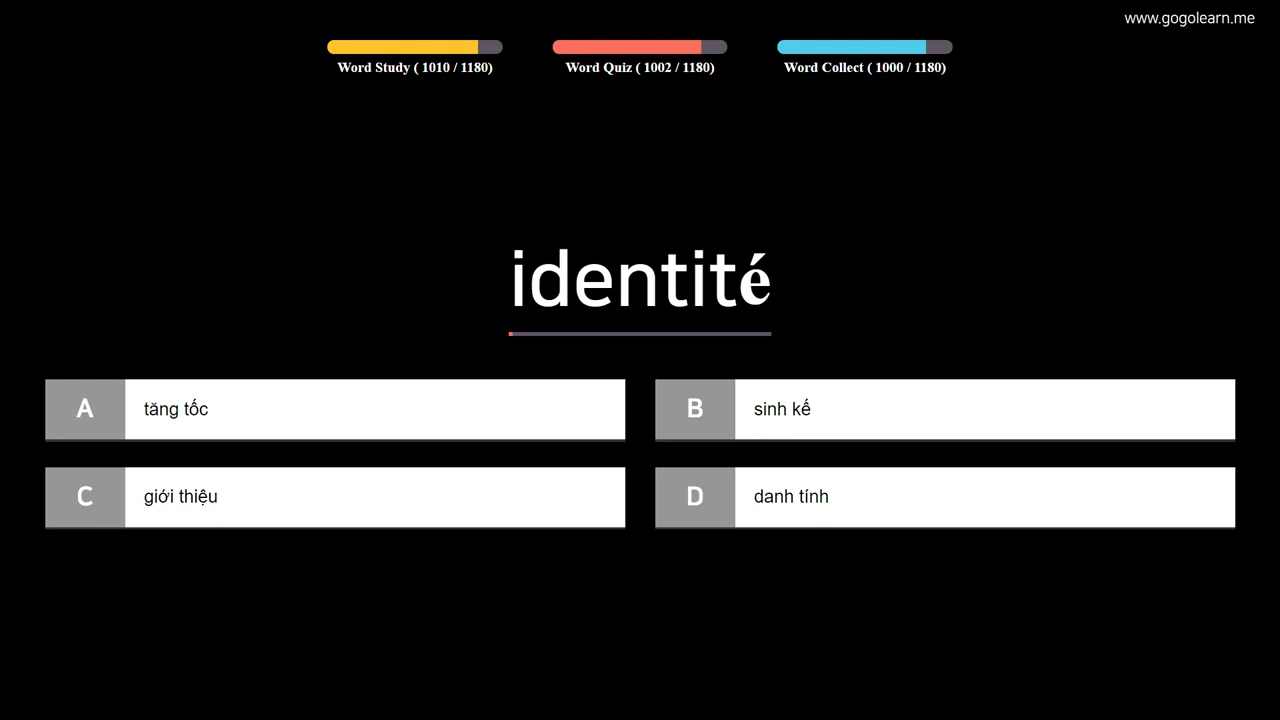 www.gogolearn.me
Word Study ( 1010 / 1180)
Word Quiz ( 1002 / 1180)
Word Collect ( 1000 / 1180)
identité
A tăng tốc
B sinh kế
C giới thiệu
D danh tính